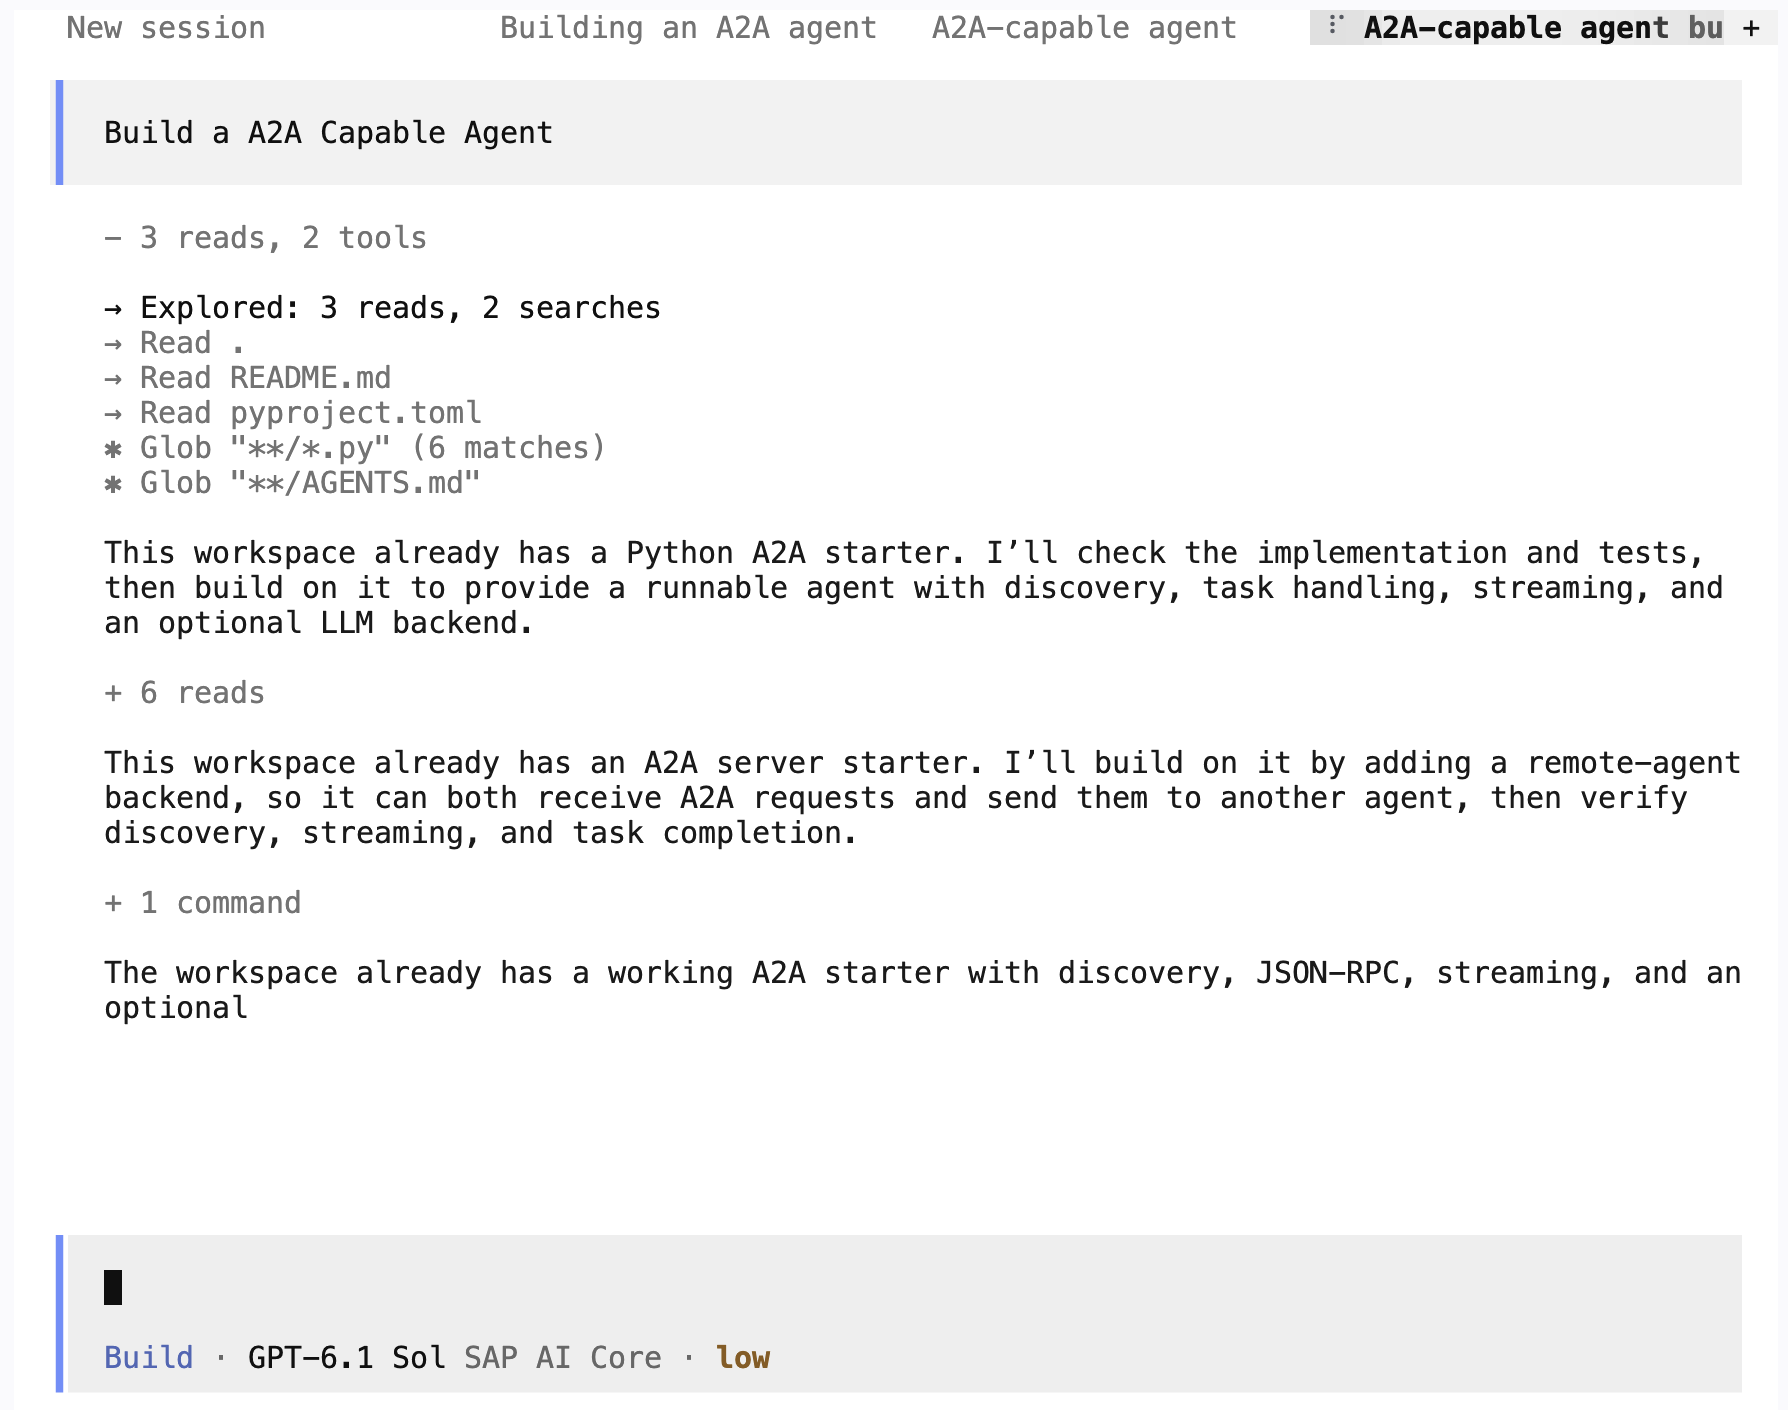 New session Building an A2A agent A2A-capable agent A2A-capable agent bu +
Build a A2A Capable Agent
− 3 reads, 2 tools
→ Explored: 3 reads, 2 searches
→ Read .
→ Read README.md
→ Read pyproject.toml
✱ Glob "**/*.py" (6 matches)
✱ Glob "**/AGENTS.md"
This workspace already has a Python A2A starter. I’ll check the implementation and tests,
then build on it to provide a runnable agent with discovery, task handling, streaming, and
an optional LLM backend.
+ 6 reads
This workspace already has an A2A server starter. I’ll build on it by adding a remote-agent
backend, so it can both receive A2A requests and send them to another agent, then verify
discovery, streaming, and task completion.
+ 1 command
The workspace already has a working A2A starter with discovery, JSON-RPC, streaming, and an
optional
Build · GPT-6.1 Sol SAP AI Core · low